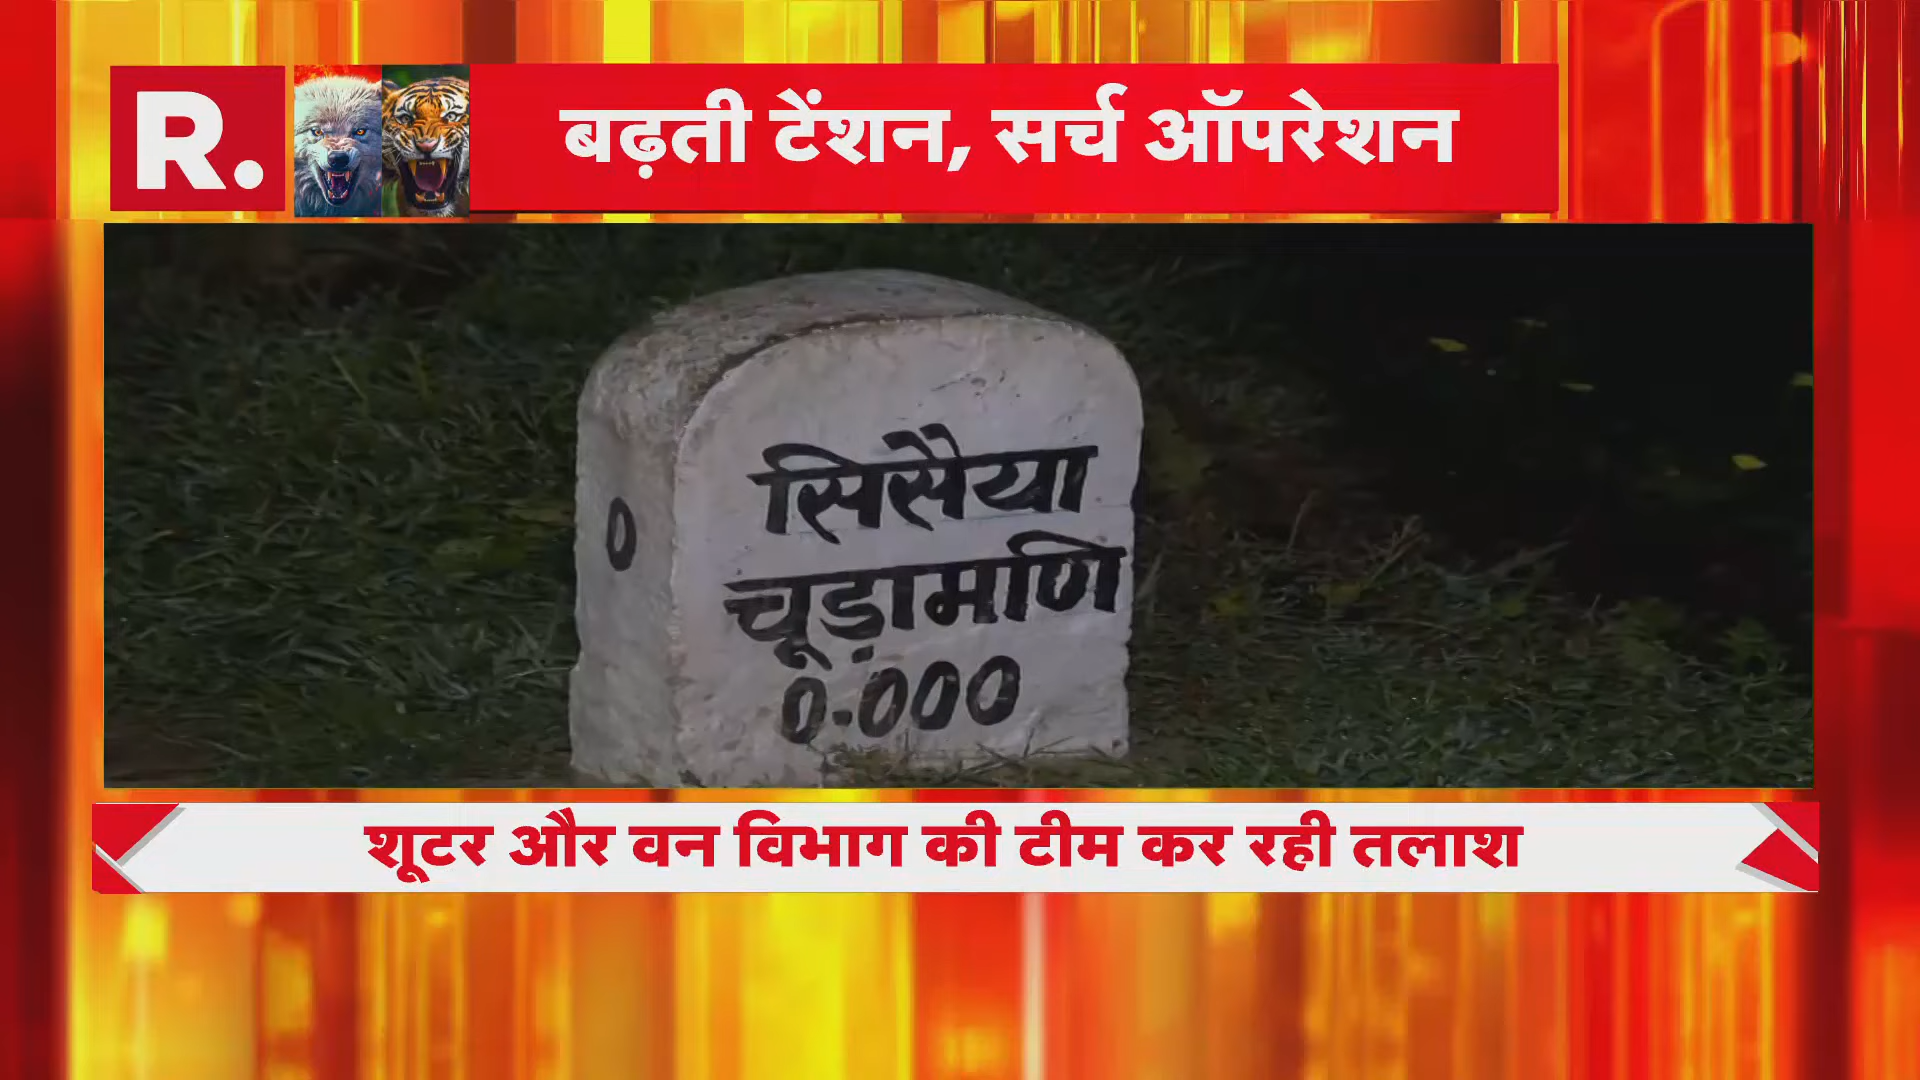 R.
बढ़ती टेंशन, सर्च ऑपरेशन
सिसैया
0
चूड़ामणि
0.000
शूटर और वन विभाग की टीम कर रही तलाश